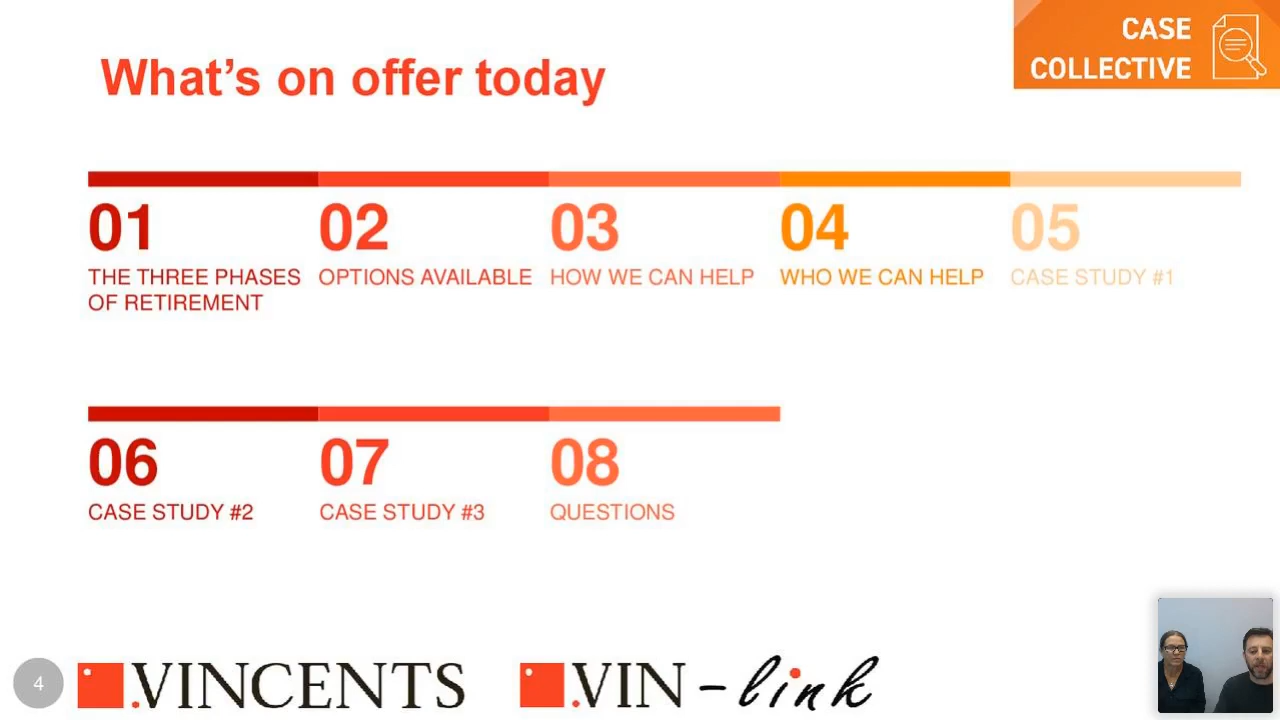 CASE
COLLECTIVE
What's on offer today
01
THE THREE PHASES
OF RETIREMENT
02
OPTIONS AVAILABLE
03
HOW WE CAN HELP
04
WHO WE CAN HELP
05
CASE STUDY #1
06
CASE STUDY #2
07
CASE STUDY #3
08
QUESTIONS
4
.VINCENTS
.VIN-link